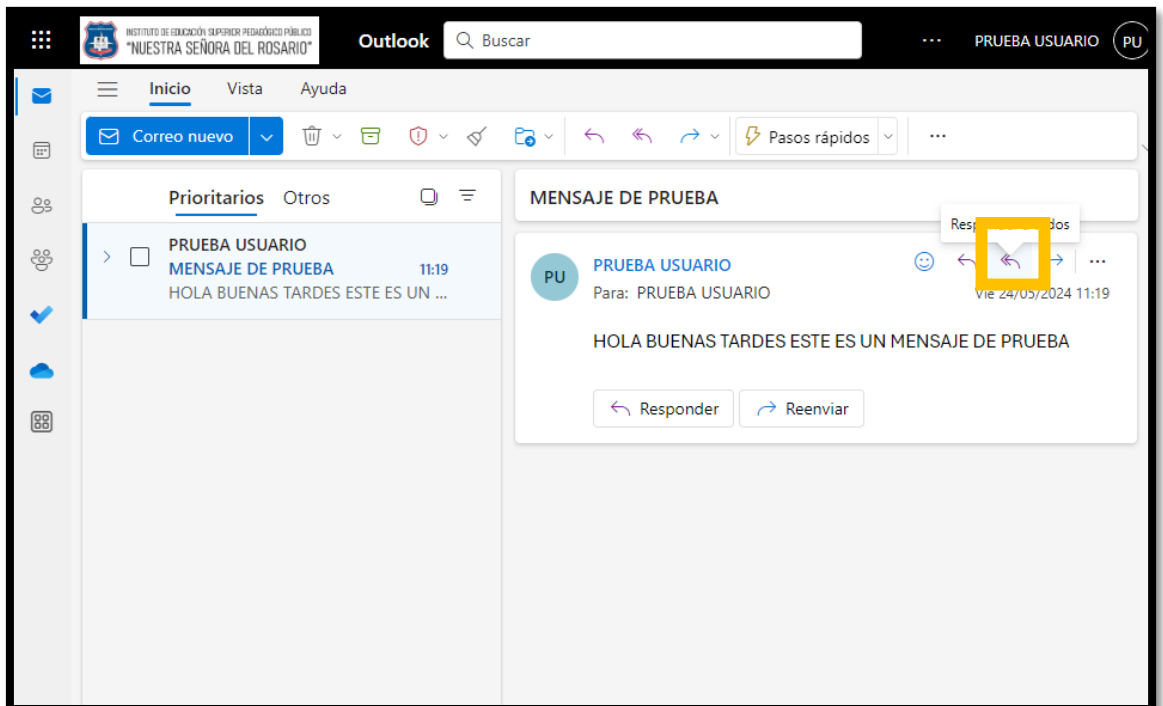 INSTITUTO DE EDUCACIÓN SUPERIOR PEDAGÓGICO PÚBLICO
"NUESTRA SEÑORA DEL ROSARIO"
Outlook
Buscar
PRUEBA USUARIO
PU
Inicio Vista Ayuda
Correo nuevo
Pasos rápidos
Prioritarios Otros
PRUEBA USUARIO
MENSAJE DE PRUEBA 11:19
HOLA BUENAS TARDES ESTE ES UN ...
MENSAJE DE PRUEBA
PU
PRUEBA USUARIO
Para: PRUEBA USUARIO
Vie 24/05/2024 11:19
HOLA BUENAS TARDES ESTE ES UN MENSAJE DE PRUEBA
Responder Reenviar